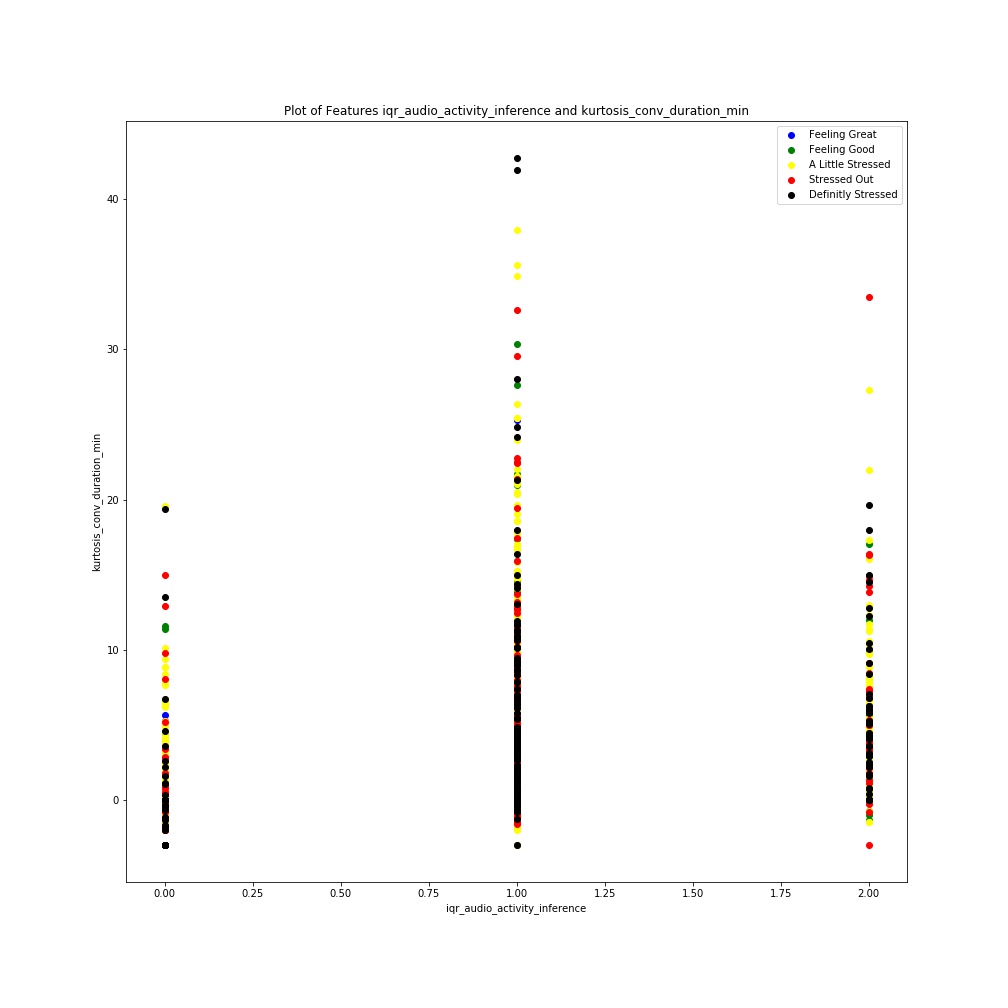 Plot of Features iqr_audio_activity_inference and kurtosis_conv_duration_min
Feeling Great
Feeling Good
A Little Stressed
Stressed Out
Definitly Stressed
kurtosis_conv_duration_min
40
30
20
10
0
0.00 0.25 0.50 0.75 1.00 1.25 1.50 1.75 2.00
iqr_audio_activity_inference